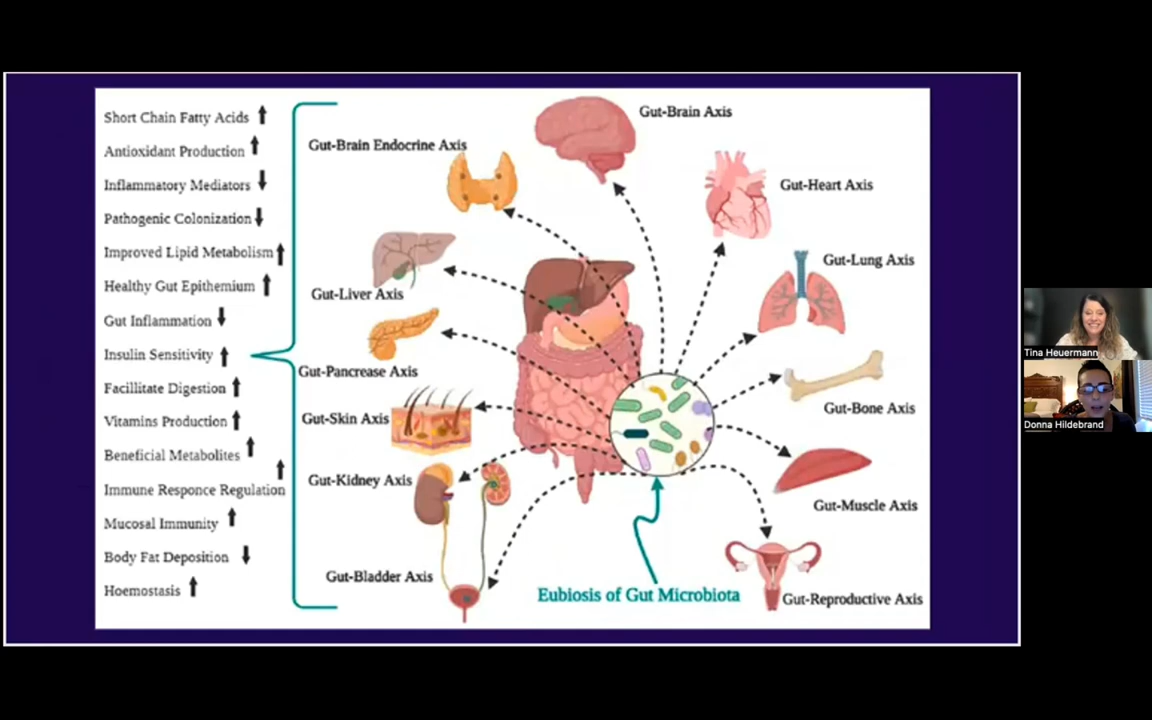 Short Chain Fatty Acids
Antioxidant Production
Inflammatory Mediators
Pathogenic Colonization
Improved Lipid Metabolism
Healthy Gut Epithemium
Gut Inflammation
Insulin Sensitivity
Facillitate Digestion
Vitamins Production
Beneficial Metabolites
Immune Responce Regulation
Mucosal Immunity
Body Fat Deposition
Hoemostasis
Gut-Brain Axis
Gut-Brain Endocrine Axis
Gut-Heart Axis
Gut-Lung Axis
Gut-Liver Axis
Gut-Pancrease Axis
Gut-Bone Axis
Gut-Skin Axis
Gut-Kidney Axis
Gut-Muscle Axis
Gut-Bladder Axis
Eubiosis of Gut Microbiota
Gut-Reproductive Axis
Tina Heuermann
Donna Hildebrand